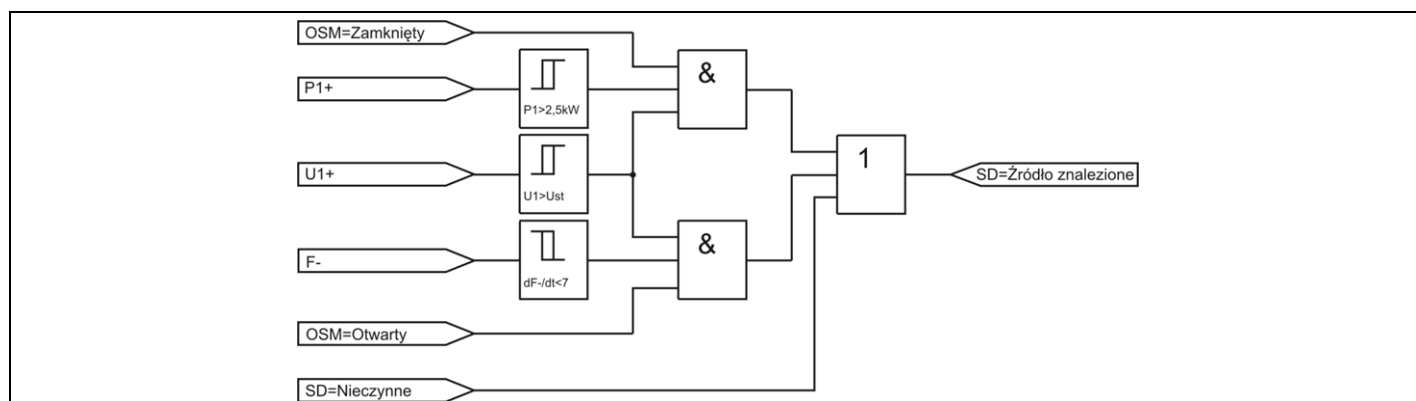 OSM=Zamknięty
&
P1+
P1>2,5kW
1
U1+
U1>Ust
SD=Źródło znalezione
&
F-
dF-/dt<7
OSM=Otwarty
SD=Nieczynne